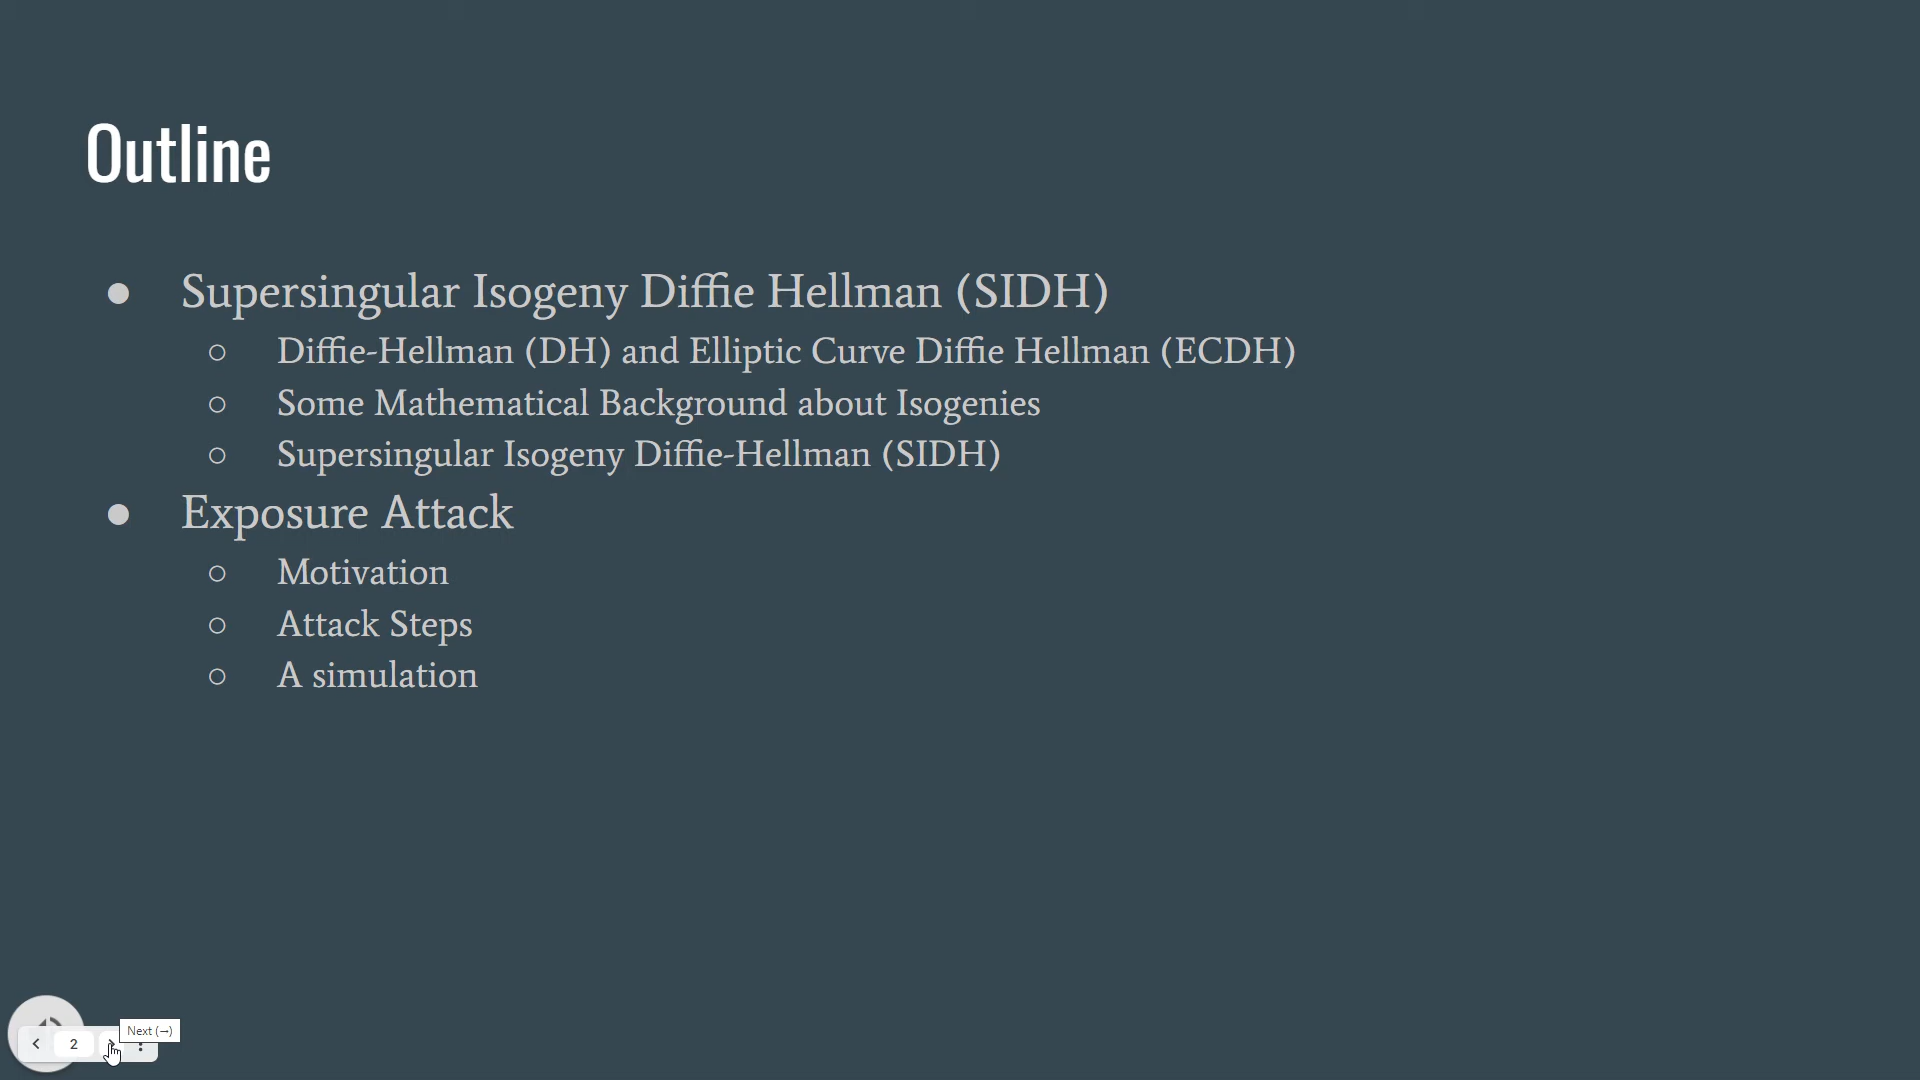 Outline
● Supersingular Isogeny Diffie Hellman (SIDH)
○ Diffie-Hellman (DH) and Elliptic Curve Diffie Hellman (ECDH)
○ Some Mathematical Background about Isogenies
○ Supersingular Isogeny Diffie-Hellman (SIDH)
● Exposure Attack
○ Motivation
○ Attack Steps
○ A simulation
Next (→)
2